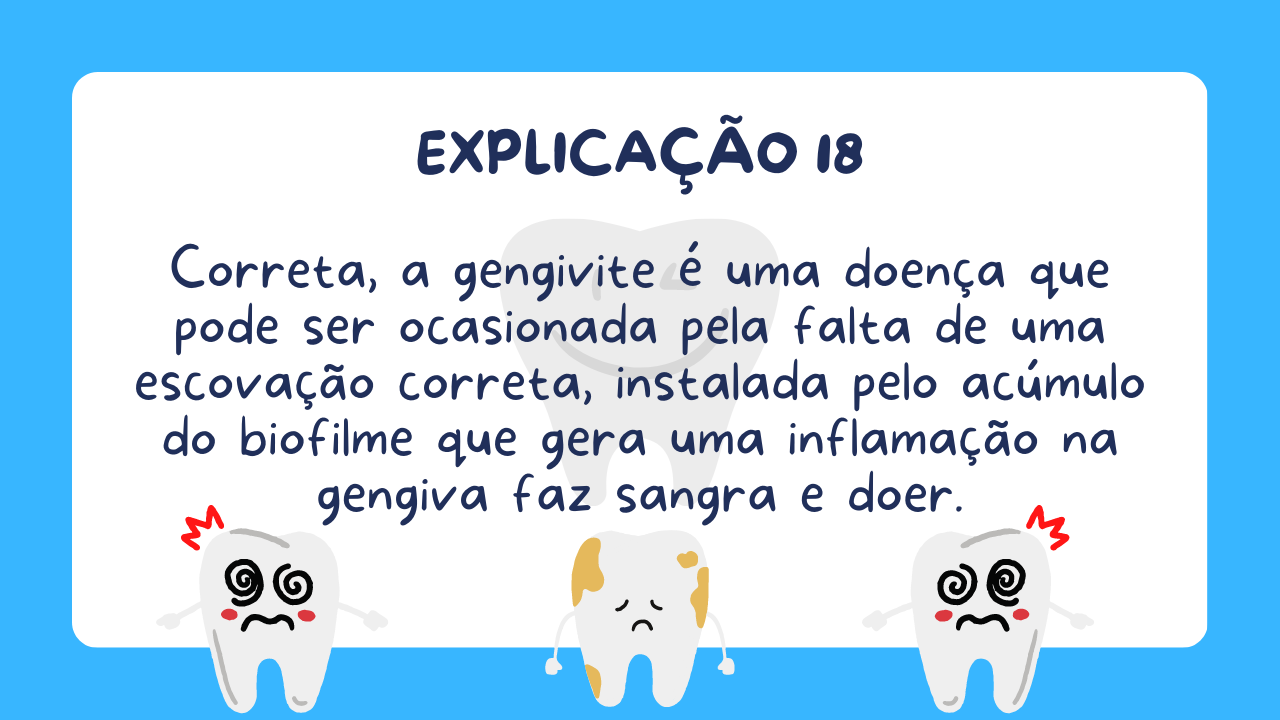 EXPLICAÇÃO 18
Correta, a gengivite é uma doença que
pode ser ocasionada pela falta de uma
escovação correta, instalada pelo acúmulo
do biofilme que gera uma inflamação na
gengiva faz sangra e doer.